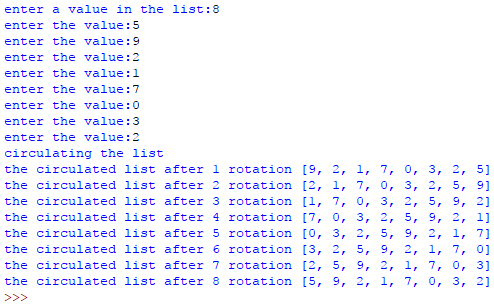 enter a value in the list:8
enter the value:5
enter the value:9
enter the value:2
enter the value:1
enter the value:7
enter the value:0
enter the value:3
enter the value:2
circulating the list
the circulated list after 1 rotation [9, 2, 1, 7, 0, 3, 2, 5]
the circulated list after 2 rotation [2, 1, 7, 0, 3, 2, 5, 9]
the circulated list after 3 rotation [1, 7, 0, 3, 2, 5, 9, 2]
the circulated list after 4 rotation [7, 0, 3, 2, 5, 9, 2, 1]
the circulated list after 5 rotation [0, 3, 2, 5, 9, 2, 1, 7]
the circulated list after 6 rotation [3, 2, 5, 9, 2, 1, 7, 0]
the circulated list after 7 rotation [2, 5, 9, 2, 1, 7, 0, 3]
the circulated list after 8 rotation [5, 9, 2, 1, 7, 0, 3, 2]
>>>